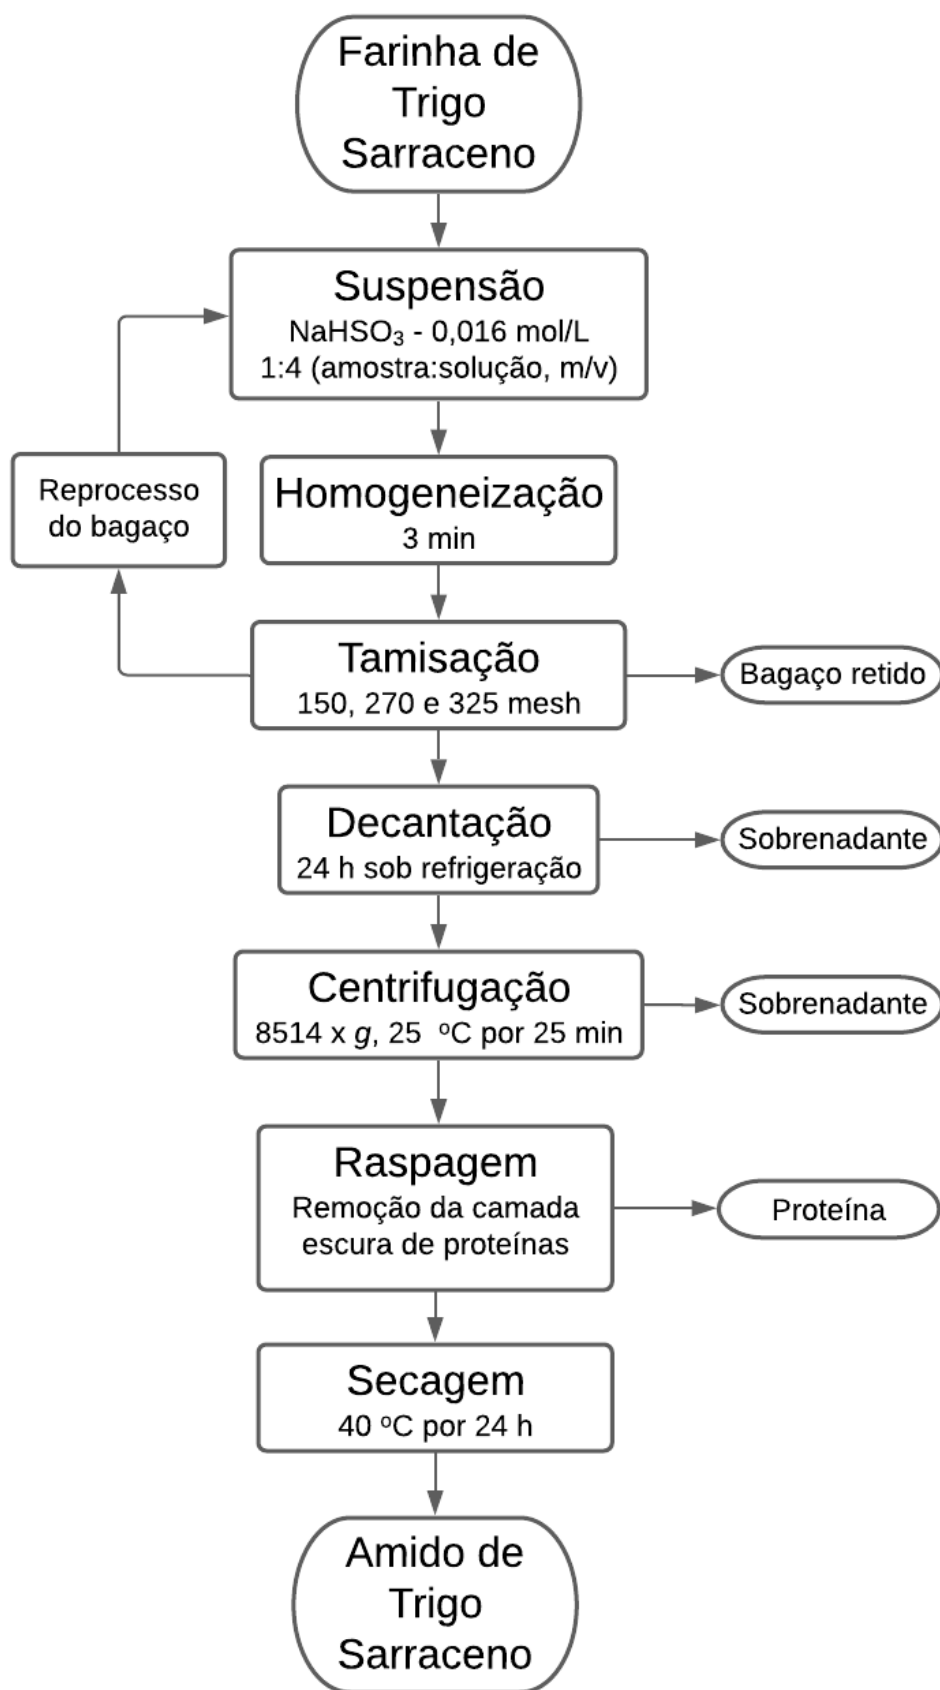 Farinha de
Trigo
Sarraceno
Suspensão
NaHSO₃ - 0,016 mol/L
1:4 (amostra:solução, m/v)
Reprocesso
do bagaço
Homogeneização
3 min
Tamisação
150, 270 e 325 mesh
Bagaço retido
Decantação
24 h sob refrigeração
Sobrenadante
Centrifugação
8514 x g, 25 ºC por 25 min
Sobrenadante
Raspagem
Remoção da camada
escura de proteínas
Proteína
Secagem
40 ºC por 24 h
Amido de
Trigo
Sarraceno